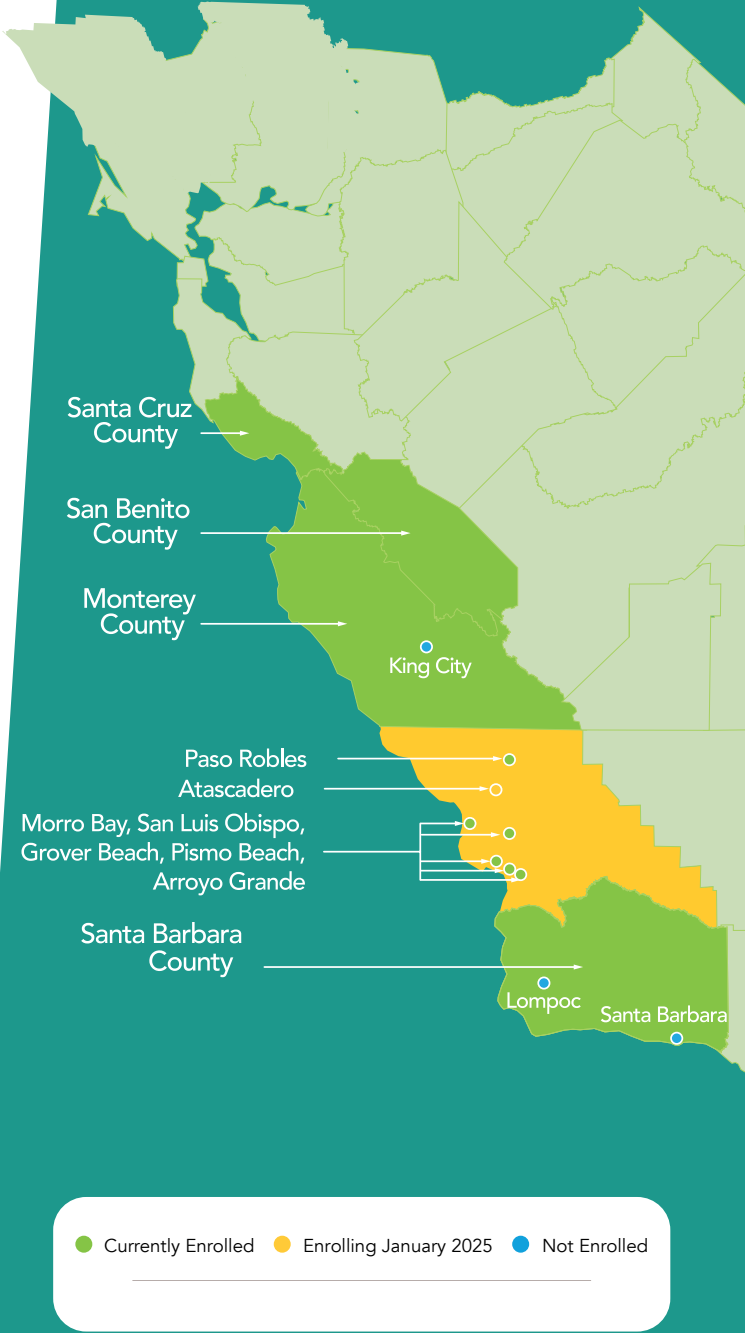 Santa Cruz
County
San Benito
County
Monterey
County
King City
Paso Robles
Atascadero
Morro Bay, San Luis Obispo,
Grover Beach, Pismo Beach,
Arroyo Grande
Santa Barbara
County
Lompoc
Santa Barbara
Currently Enrolled
Enrolling January 2025
Not Enrolled